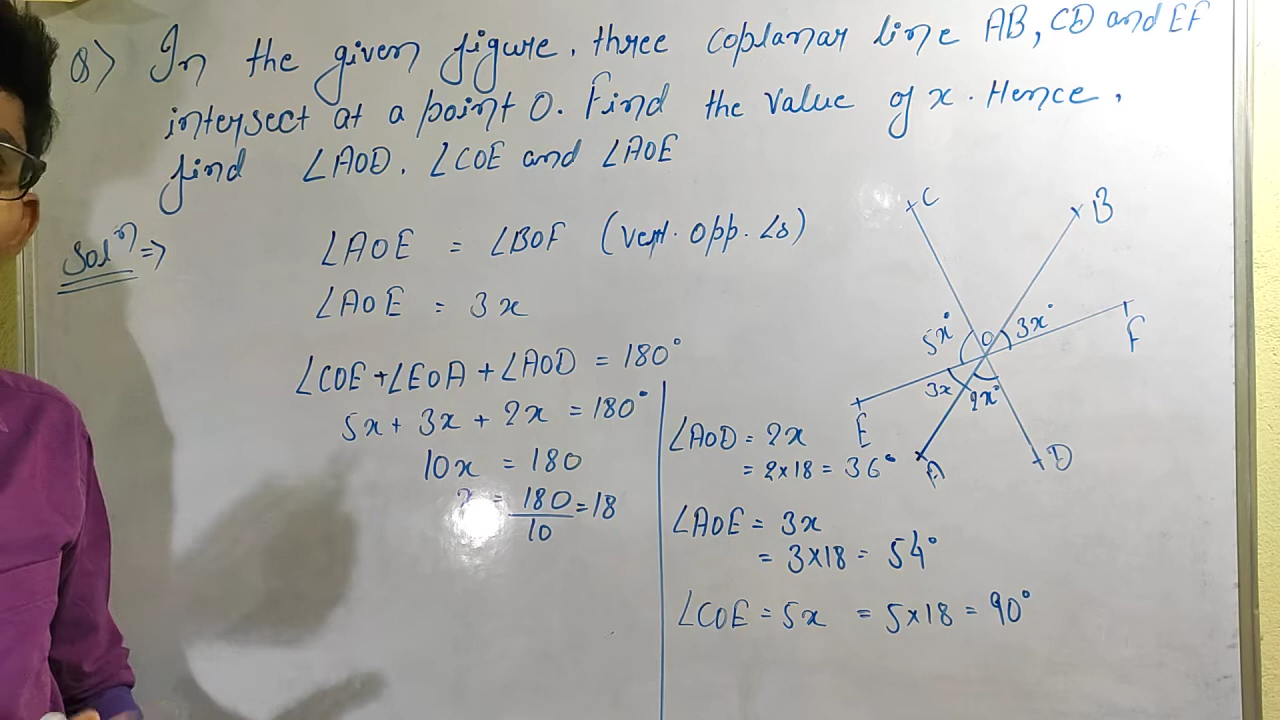 Q> In the given figure, three coplanar line AB, CD and EF
intersect at a point O. Find the value of x. Hence,
find ∠AOD, ∠COE and ∠AOE
Solⁿ =>
∠AOE = ∠BOF (vert. opp. ∠s)
∠AOE = 3x
∠COE + ∠EOA + ∠AOD = 180°
5x + 3x + 2x = 180°
10x = 180
x = 180/10 = 18
∠AOD = 2x
= 2×18 = 36°
∠AOE = 3x
= 3×18 = 54°
∠COE = 5x = 5×18 = 90°
C
B
5x°
O
3x°
F
3x
2x°
E
A
D